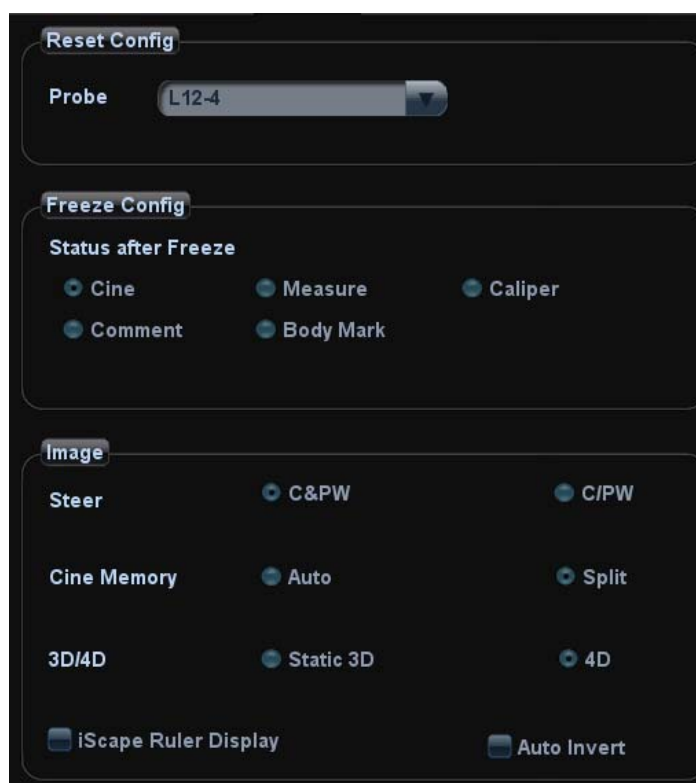 Reset Config
Probe L12-4
Freeze Config
Status after Freeze
Cine Measure Caliper
Comment Body Mark
Image
Steer C&PW C/PW
Cine Memory Auto Split
3D/4D Static 3D 4D
iScape Ruler Display Auto Invert